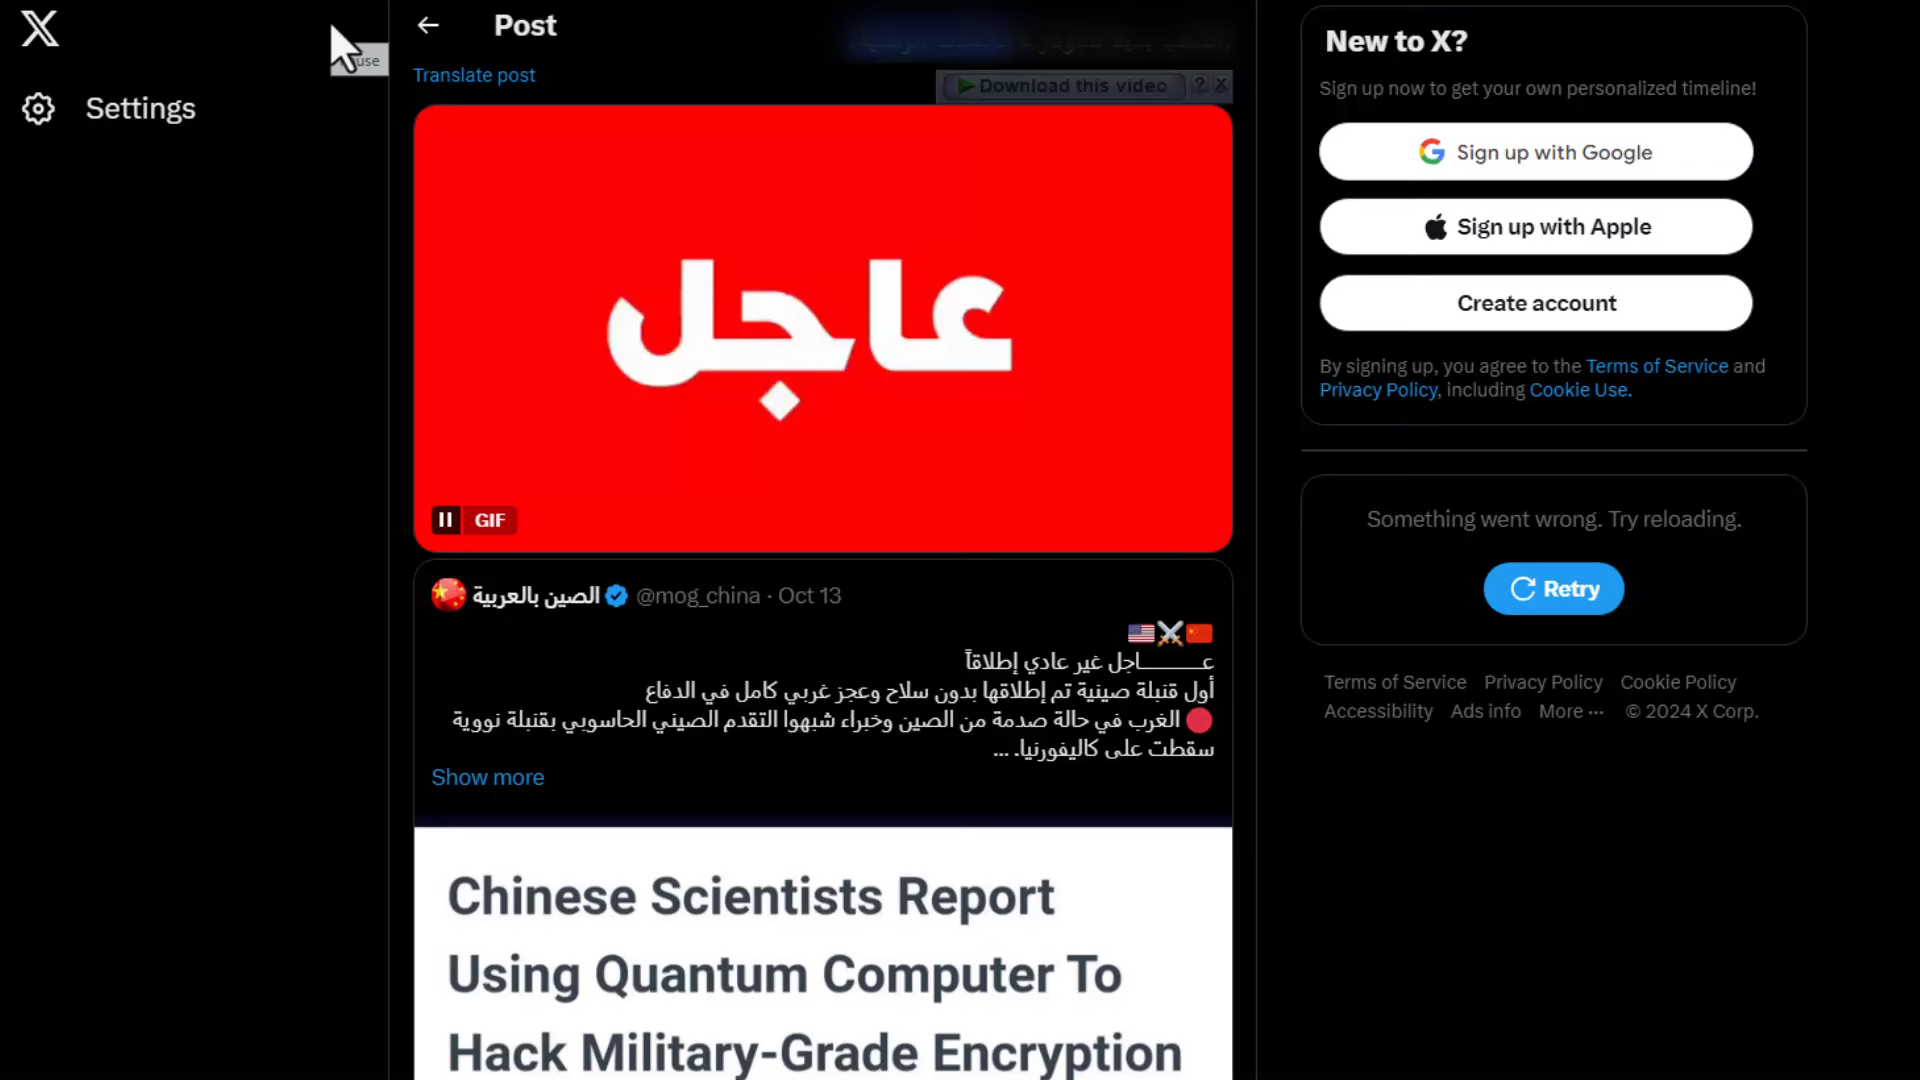 Post
Translate post
Download this video
عاجل
GIF
الصين بالعربية @mog_china · Oct 13
عـــــــــاجل غير عادي إطلاقاً
أول قنبلة صينية تم إطلاقها بدون سلاح وعجز غربي كامل في الدفاع
الغرب في حالة صدمة من الصين وخبراء شبهوا التقدم الصيني الحاسوبي بقنبلة نووية
سقطت على كاليفورنيا. ...
Show more
Chinese Scientists Report
Using Quantum Computer To
Hack Military-Grade Encryption
Settings
New to X?
Sign up now to get your own personalized timeline!
Sign up with Google
Sign up with Apple
Create account
By signing up, you agree to the Terms of Service and
Privacy Policy, including Cookie Use.
Something went wrong. Try reloading.
Retry
Terms of Service Privacy Policy Cookie Policy
Accessibility Ads info More ··· © 2024 X Corp.